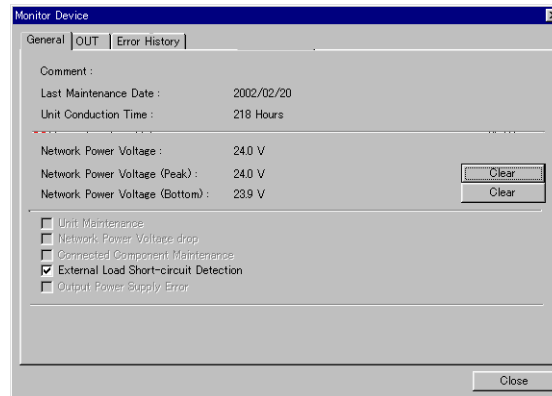 Monitor Device
General OUT Error History
Comment :
Last Maintenance Date : 2002/02/20
Unit Conduction Time : 218 Hours
Network Power Voltage : 24.0 V
Network Power Voltage (Peak) : 24.0 V Clear
Network Power Voltage (Bottom) : 23.9 V Clear
Unit Maintenance
Network Power Voltage drop
Connected Component Maintenance
External Load Short-circuit Detection
Output Power Supply Error
Close